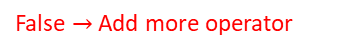 False → Add more operator